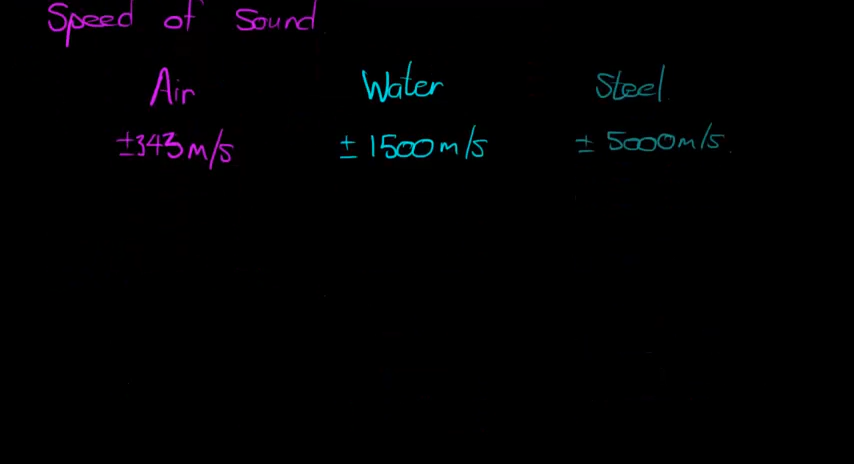 Speed of Sound
Air Water Steel
±343m/s ± 1500m/s ± 5000m/s.